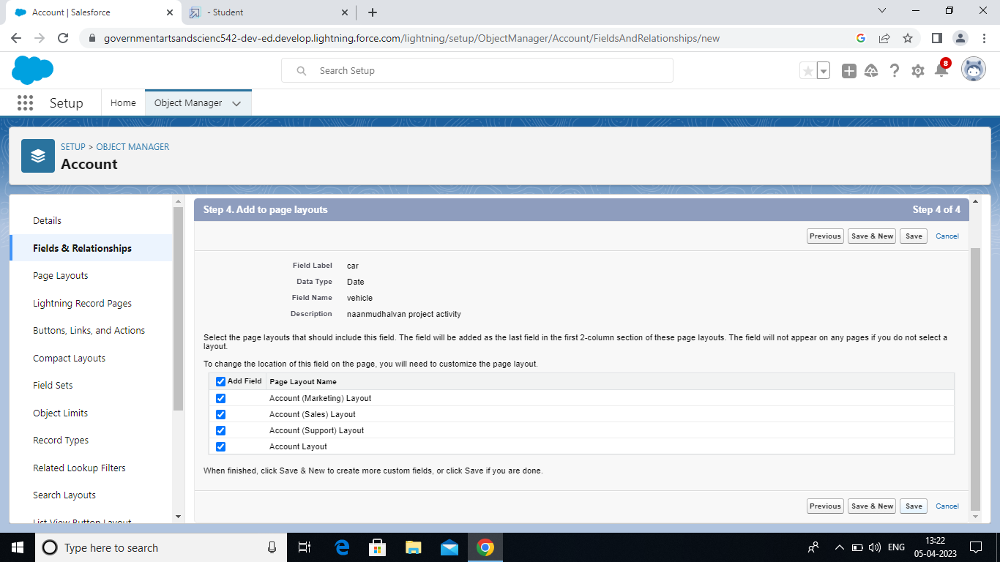 Account | Salesforce
- Student
governmentartsandscienc542-dev-ed.develop.lightning.force.com/lightning/setup/ObjectManager/Account/FieldsAndRelationships/new
Search Setup
8
Setup
Home
Object Manager
SETUP > OBJECT MANAGER
Account
Details
Fields & Relationships
Page Layouts
Lightning Record Pages
Buttons, Links, and Actions
Compact Layouts
Field Sets
Object Limits
Record Types
Related Lookup Filters
Search Layouts
List View Button Layout
Step 4. Add to page layouts Step 4 of 4
Previous Save & New Save Cancel
Field Label car
Data Type Date
Field Name vehicle
Description naanmudhalvan project activity
Select the page layouts that should include this field. The field will be added as the last field in the first 2-column section of these page layouts. The field will not appear on any pages if you do not select a
layout.
To change the location of this field on the page, you will need to customize the page layout.
Add Field Page Layout Name
Account (Marketing) Layout
Account (Sales) Layout
Account (Support) Layout
Account Layout
When finished, click Save & New to create more custom fields, or click Save if you are done.
Previous Save & New Save Cancel
Type here to search
ENG
13:22
05-04-2023